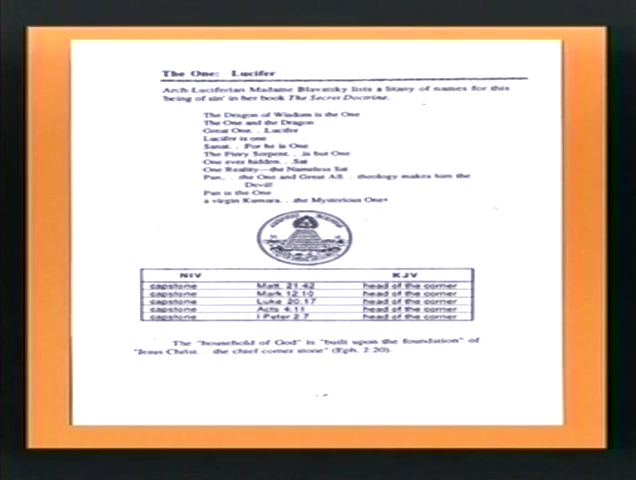 The One: Lucifer
Arch-Luciferian Madame Blavatsky lists a litany of names for this
'being of sin' in her book The Secret Doctrine.
The Dragon of Wisdom is the One
The One and the Dragon
Great One. . .Lucifer
Lucifer is one
Sanat. . .For he is One
The Fiery Serpent. . .is but One
One ever hidden. . .Sat
One Reality—the Nameless Sat
Pan. . .the One and Great All. . .theology makes him the
Devil!
Pan is the One
a virgin Kumara. . .the Mysterious One
NIV KJV
capstone Matt. 21:42 head of the corner
capstone Mark 12:10 head of the corner
capstone Luke 20:17 head of the corner
capstone Acts 4:11 head of the corner
capstone I Peter 2:7 head of the corner
The "household of God" is "built upon the foundation" of
"Jesus Christ. . .the chief corner stone" (Eph. 2:20).